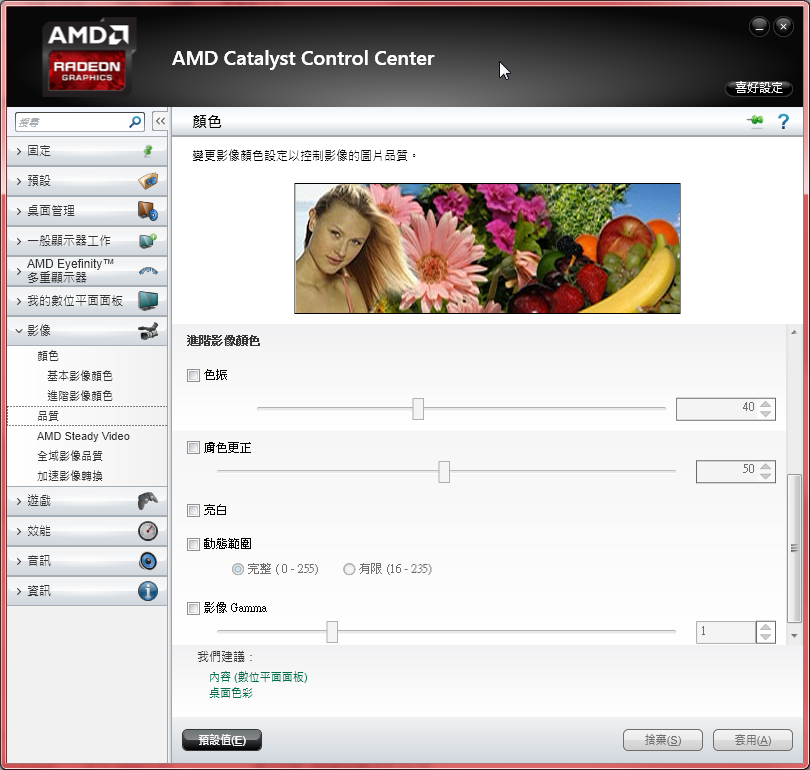 AMD
RADEON
GRAPHICS
AMD Catalyst Control Center
喜好設定
搜尋
固定
預設
桌面管理
一般顯示器工作
AMD Eyefinity™
多重顯示器
我的數位平面面板
影像
顏色
基本影像顏色
進階影像顏色
品質
AMD Steady Video
全域影像品質
加速影像轉換
遊戲
效能
音訊
資訊
顏色
變更影像顏色設定以控制影像的圖片品質。
進階影像顏色
色振
40
膚色更正
50
亮白
動態範圍
完整 (0 - 255) 有限 (16 - 235)
影像 Gamma
1
我們建議：
內容 (數位平面面板)
桌面色彩
預設值(E) 捨棄(S) 套用(A)